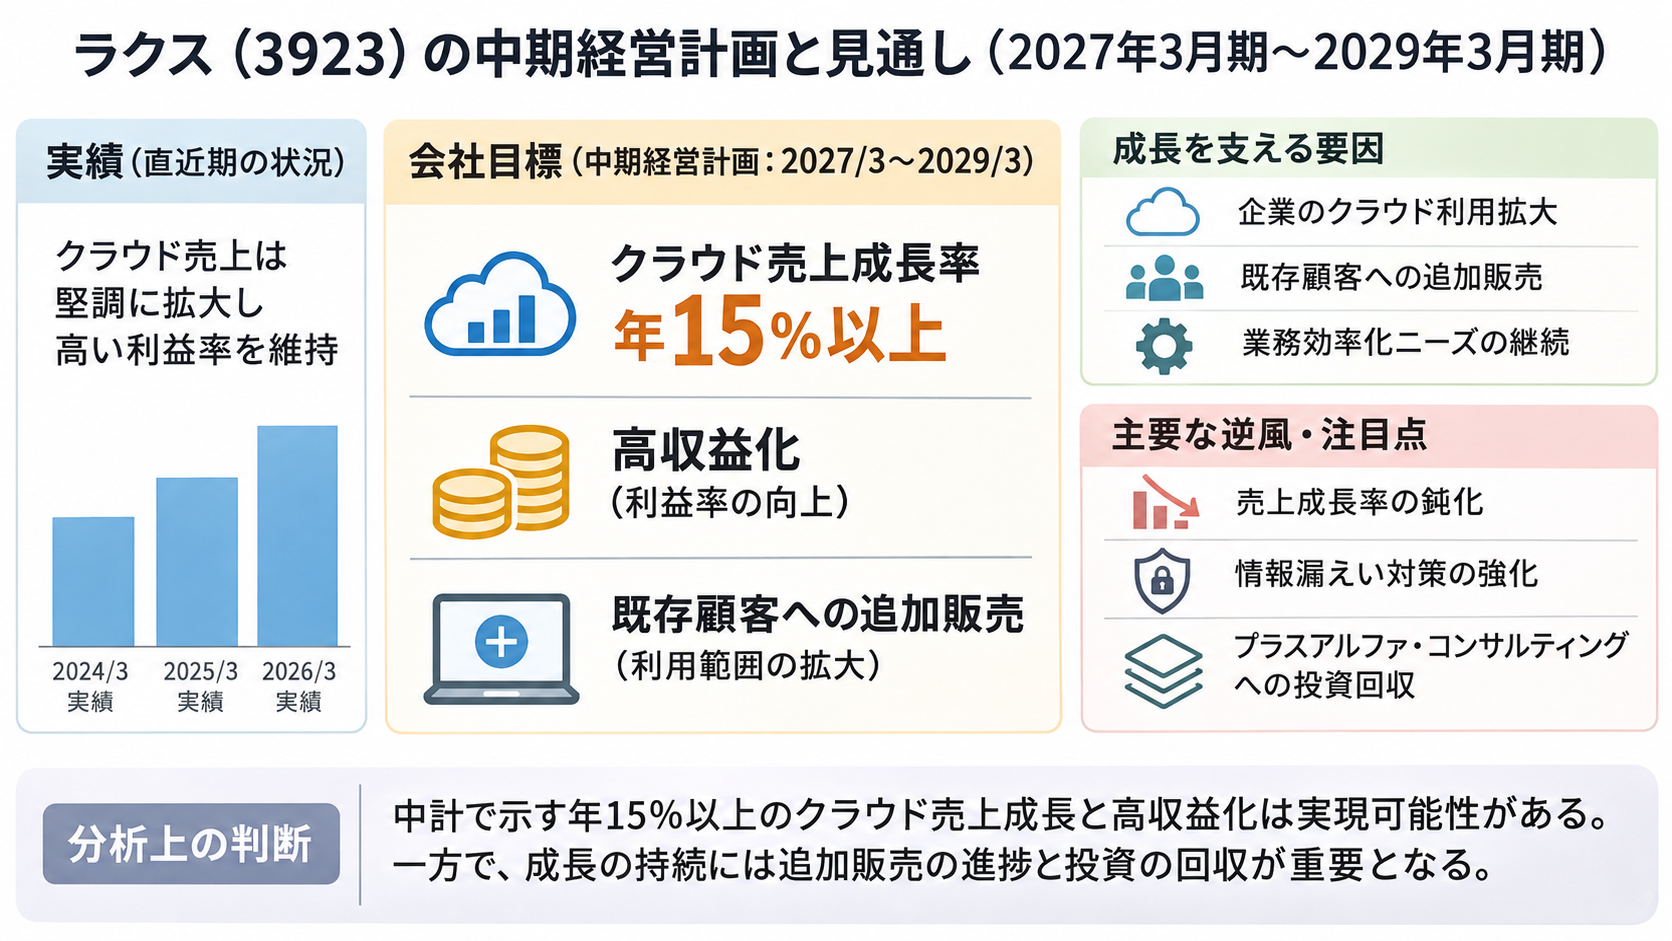 ラクス（3923）の中期経営計画と見通し（2027年3月期～2029年3月期）
実績（直近期の状況）
クラウド売上は
堅調に拡大し
高い利益率を維持
2024/3
実績
2025/3
実績
2026/3
実績
会社目標（中期経営計画：2027/3～2029/3）
クラウド売上成長率
年15％以上
高収益化
（利益率の向上）
既存顧客への追加販売
（利用範囲の拡大）
成長を支える要因
企業のクラウド利用拡大
既存顧客への追加販売
業務効率化ニーズの継続
主要な逆風・注目点
売上成長率の鈍化
情報漏えい対策の強化
プラスアルファ・コンサルティング
への投資回収
分析上の判断
中計で示す年15％以上のクラウド売上成長と高収益化は実現可能性がある。
一方で、成長の持続には追加販売の進捗と投資の回収が重要となる。